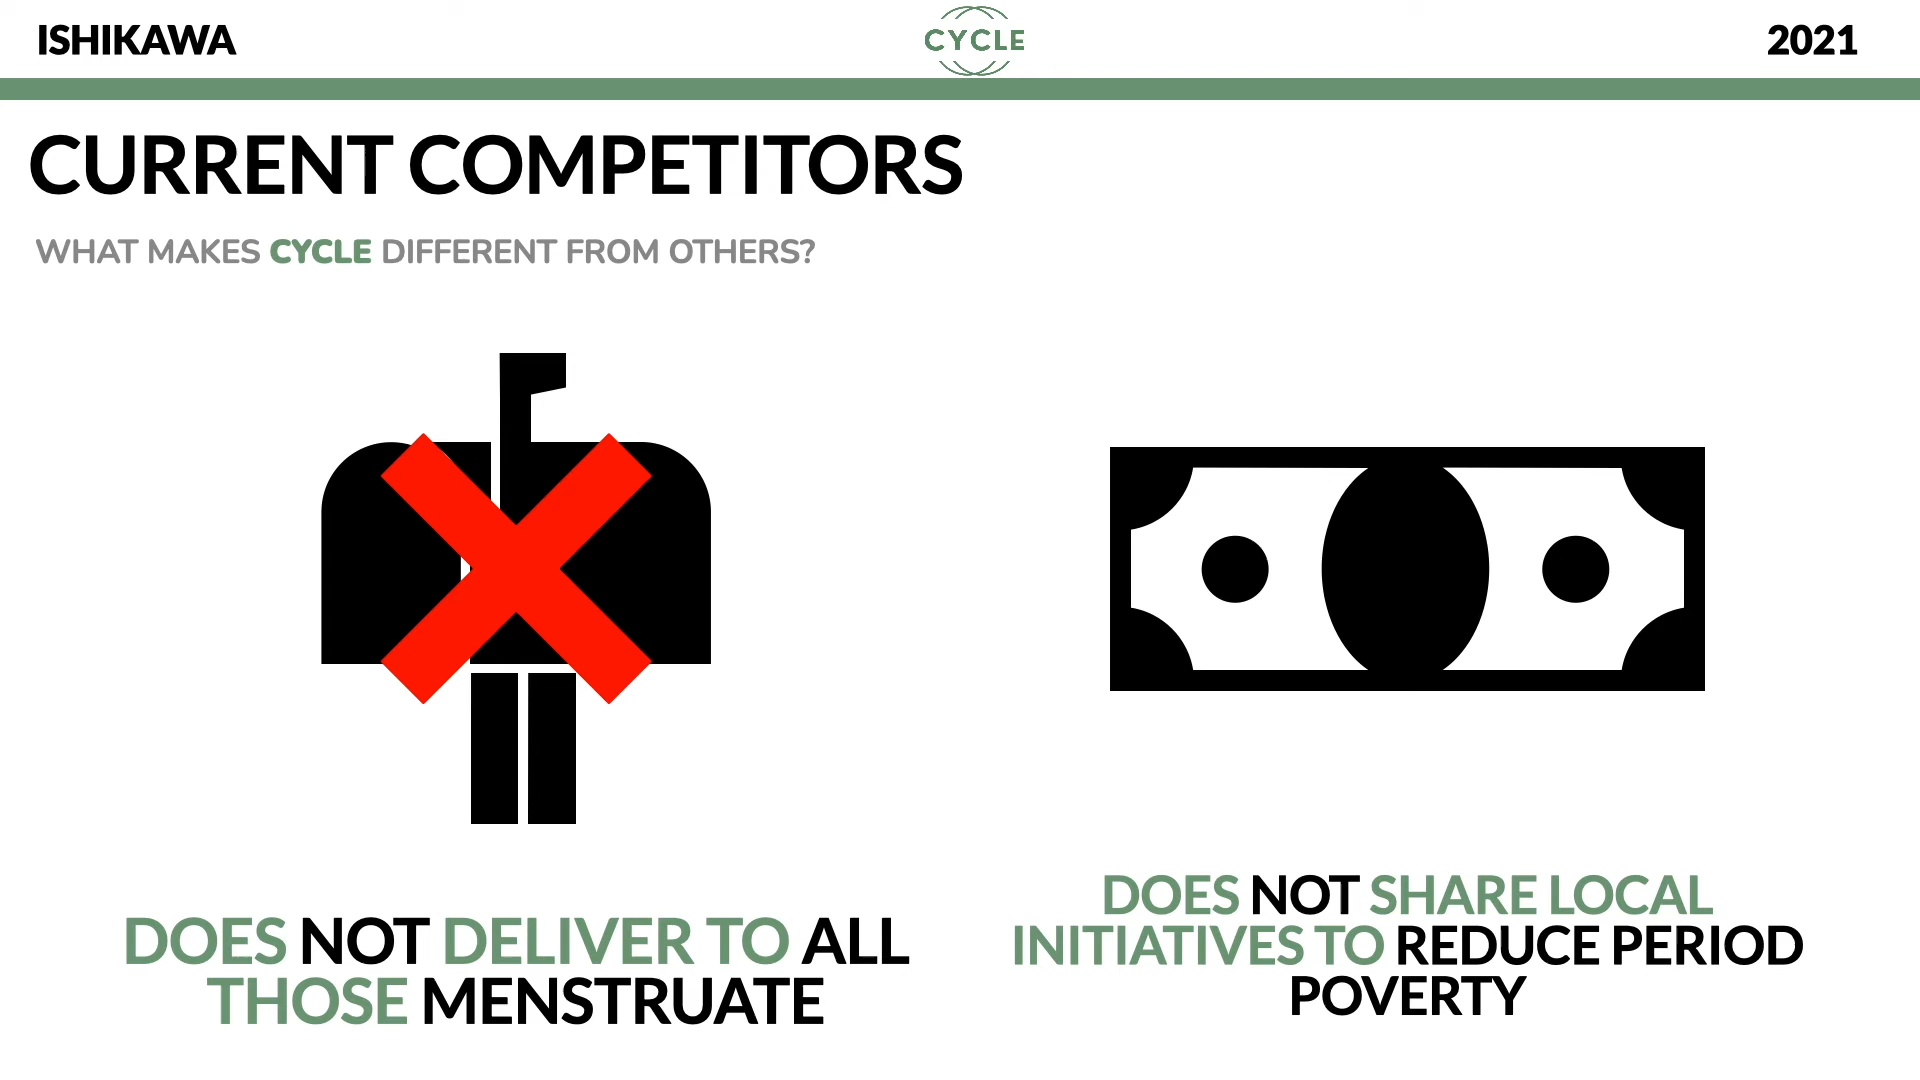 ISHIKAWA
CYCLE
2021
CURRENT COMPETITORS
WHAT MAKES CYCLE DIFFERENT FROM OTHERS?
DOES NOT DELIVER TO ALL
THOSE MENSTRUATE
DOES NOT SHARE LOCAL
INITIATIVES TO REDUCE PERIOD
POVERTY